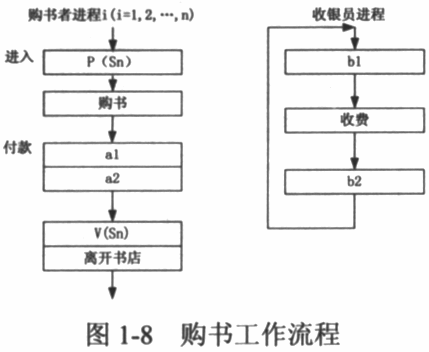 购书者进程i(i=1,2,…,n)
进入
P（Sn）
购书
付款
a1
a2
V(Sn)
离开书店
收银员进程
b1
收费
b2
图 1-8 购书工作流程